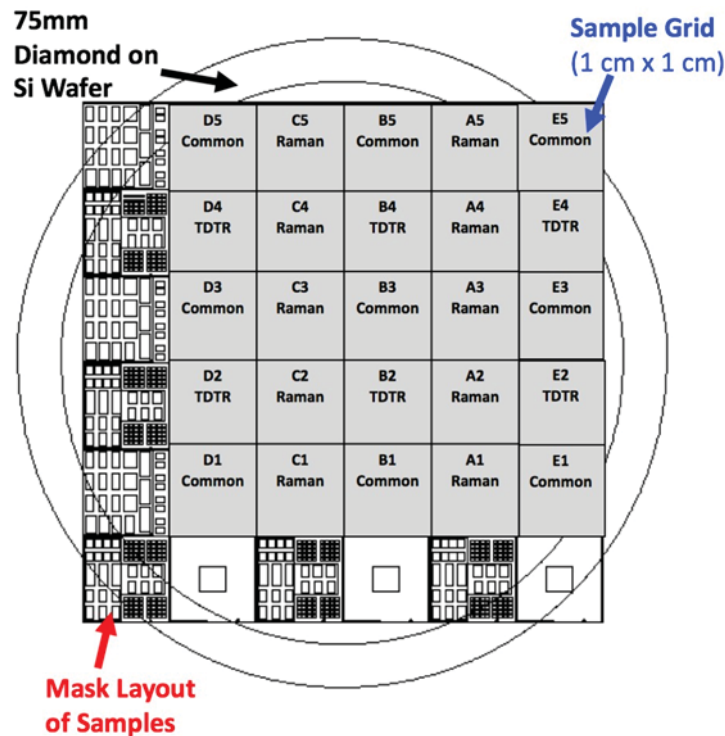 75mm
Diamond on
Si Wafer
Sample Grid
(1 cm x 1 cm)
D5 C5 B5 A5 E5
Common Raman Common Raman Common
D4 C4 B4 A4 E4
TDTR Raman TDTR Raman TDTR
D3 C3 B3 A3 E3
Common Raman Common Raman Common
D2 C2 B2 A2 E2
TDTR Raman TDTR Raman TDTR
D1 C1 B1 A1 E1
Common Raman Common Raman Common
Mask Layout
of Samples